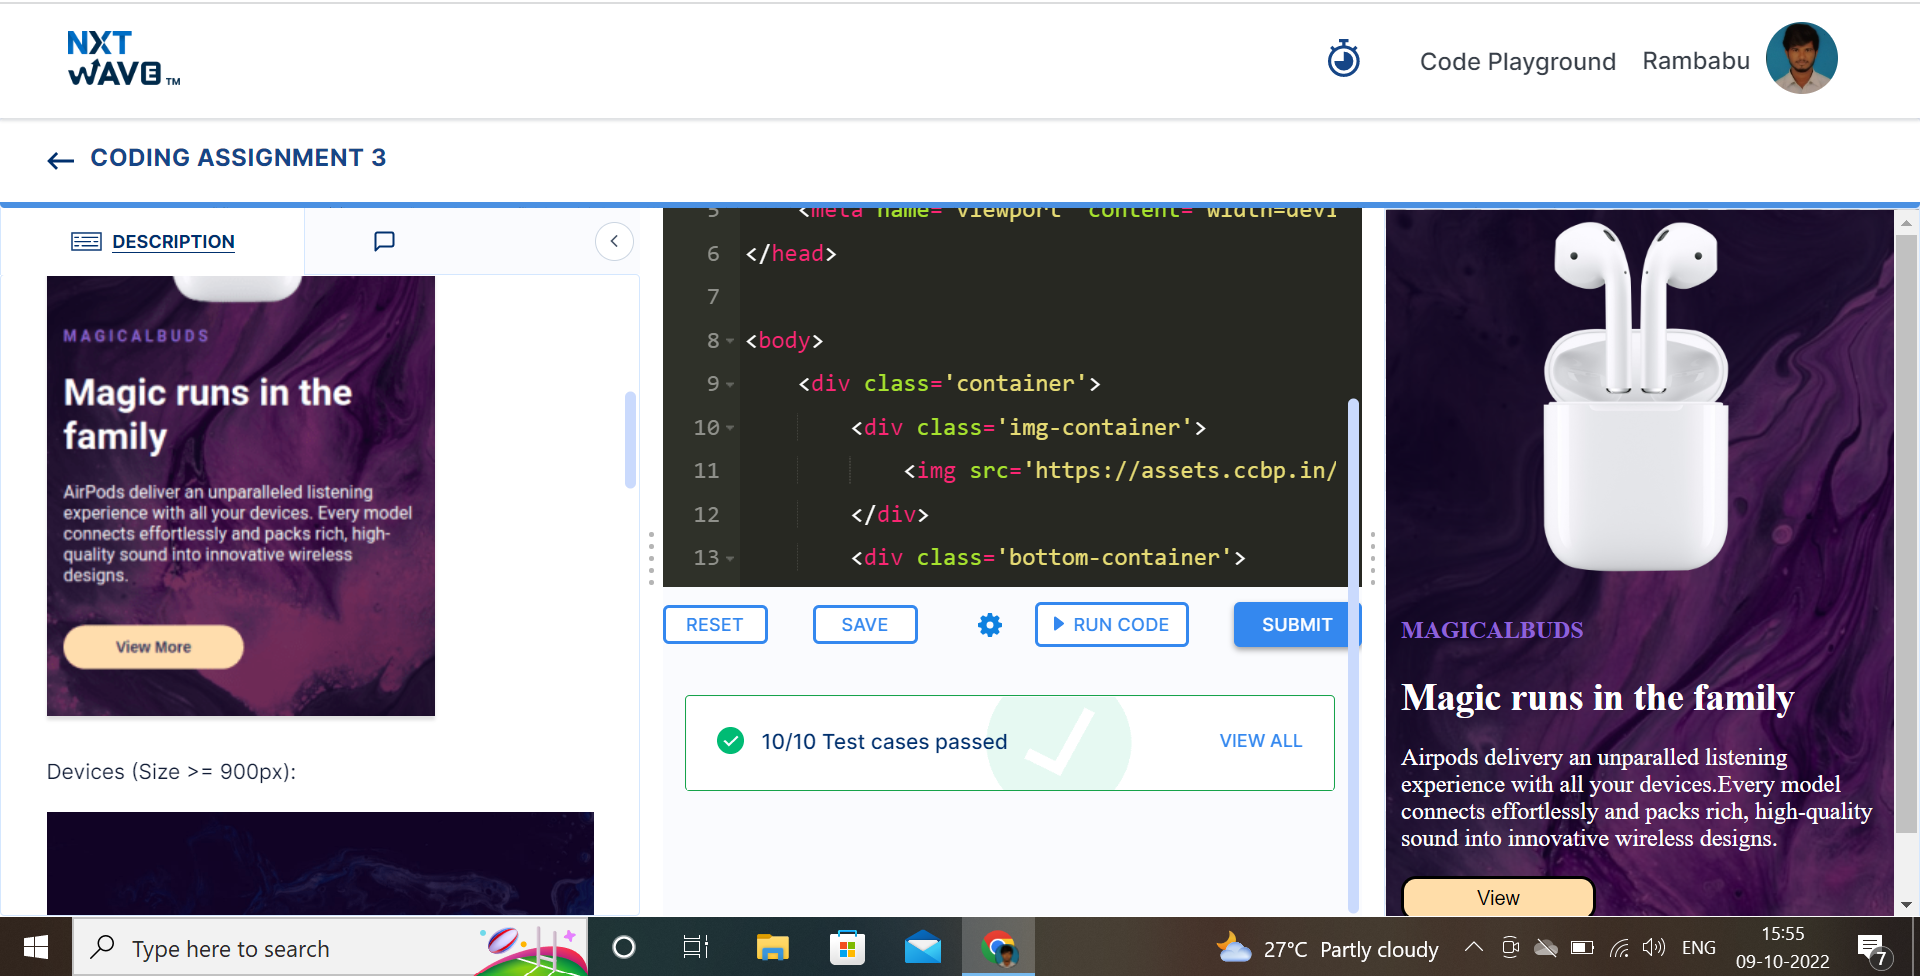 NXT
WAVE TM
Code Playground
Rambabu
CODING ASSIGNMENT 3
DESCRIPTION
MAGICALBUDS
Magic runs in the
family
AirPods deliver an unparalleled listening
experience with all your devices. Every model
connects effortlessly and packs rich, high-
quality sound into innovative wireless
designs.
View More
Devices (Size >= 900px):
5 <meta name="viewport" content="width=devi
6 </head>
7
8 <body>
9 <div class='container'>
10 <div class='img-container'>
11 <img src='https://assets.ccbp.in/
12 </div>
13 <div class='bottom-container'>
RESET
SAVE
RUN CODE
SUBMIT
10/10 Test cases passed
VIEW ALL
MAGICALBUDS
Magic runs in the family
Airpods delivery an unparalled listening
experience with all your devices.Every model
connects effortlessly and packs rich, high-quality
sound into innovative wireless designs.
View
Type here to search
27°C Partly cloudy
ENG
15:55
09-10-2022
7